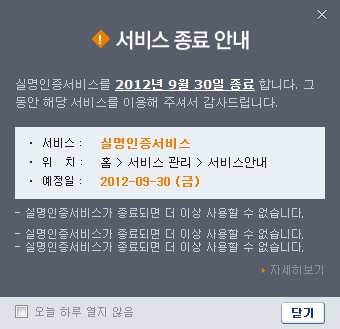 서비스 종료 안내
실명인증서비스를 2012년 9월 30일 종료 합니다. 그
동안 해당 서비스를 이용해 주셔서 감사드립니다.
· 서비스 : 실명인증서비스
· 위 치 : 홈 > 서비스 관리 > 서비스안내
· 예정일 : 2012-09-30 (금)
- 실명인증서비스가 종료되면 더 이상 사용할 수 없습니다.
- 실명인증서비스가 종료되면 더 이상 사용할 수 없습니다.
- 실명인증서비스가 종료되면 더 이상 사용할 수 없습니다.
자세히보기
오늘 하루 열지 않음
닫기